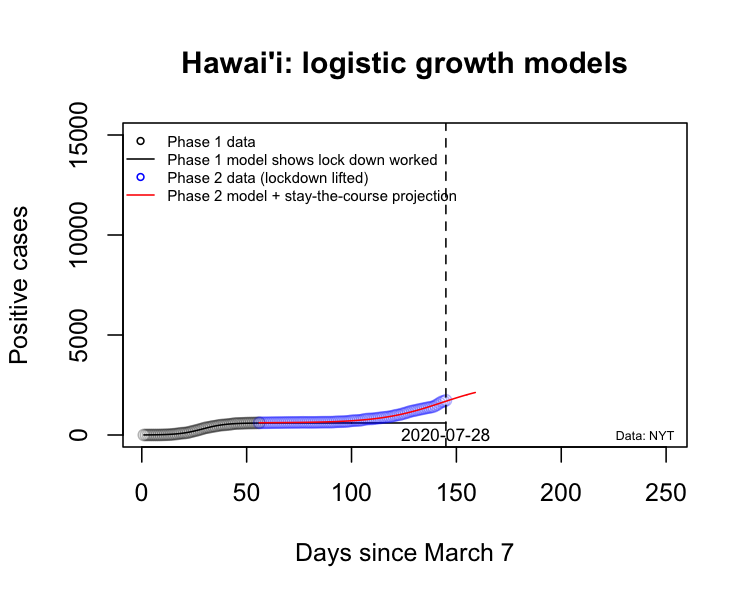 Hawai'i: logistic growth models
Phase 1 data
Phase 1 model shows lock down worked
Phase 2 data (lockdown lifted)
Phase 2 model + stay-the-course projection
Positive cases
15000
10000
5000
0
2020-07-28
Data: NYT
0 50 100 150 200 250
Days since March 7